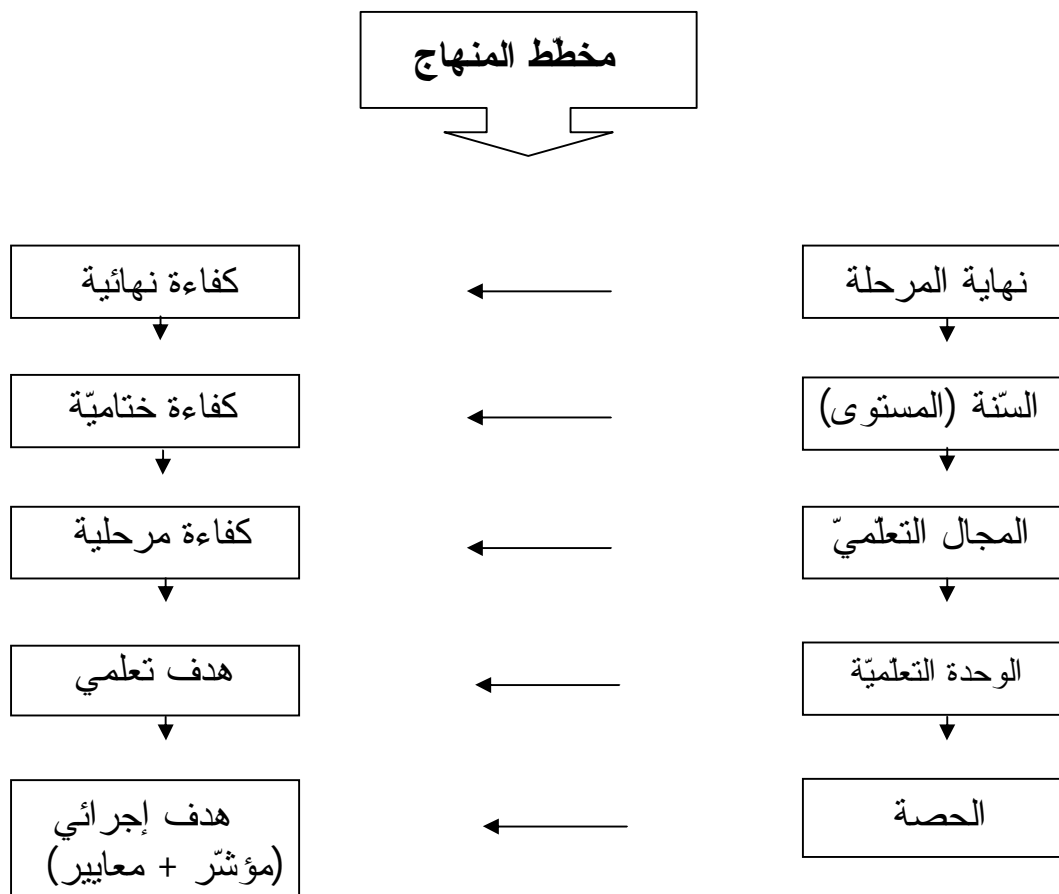 مخطّط المنهاج
نهاية المرحلة
كفاءة نهائية
السّنة (المستوى)
كفاءة ختاميّة
المجال التعلّميّ
كفاءة مرحلية
الوحدة التعلّميّة
هدف تعلمي
الحصة
هدف إجرائي
(مؤشّر + معايير)